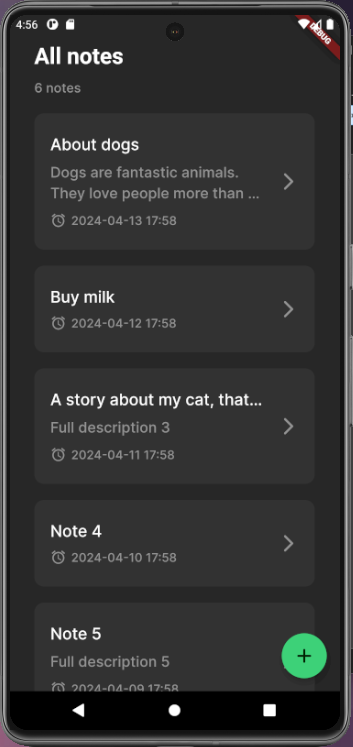 4:56
DEBUG
All notes
6 notes
About dogs
Dogs are fantastic animals.
They love people more than ...
2024-04-13 17:58
Buy milk
2024-04-12 17:58
A story about my cat, that...
Full description 3
2024-04-11 17:58
Note 4
2024-04-10 17:58
Note 5
Full description 5
2024-04-09 17:58